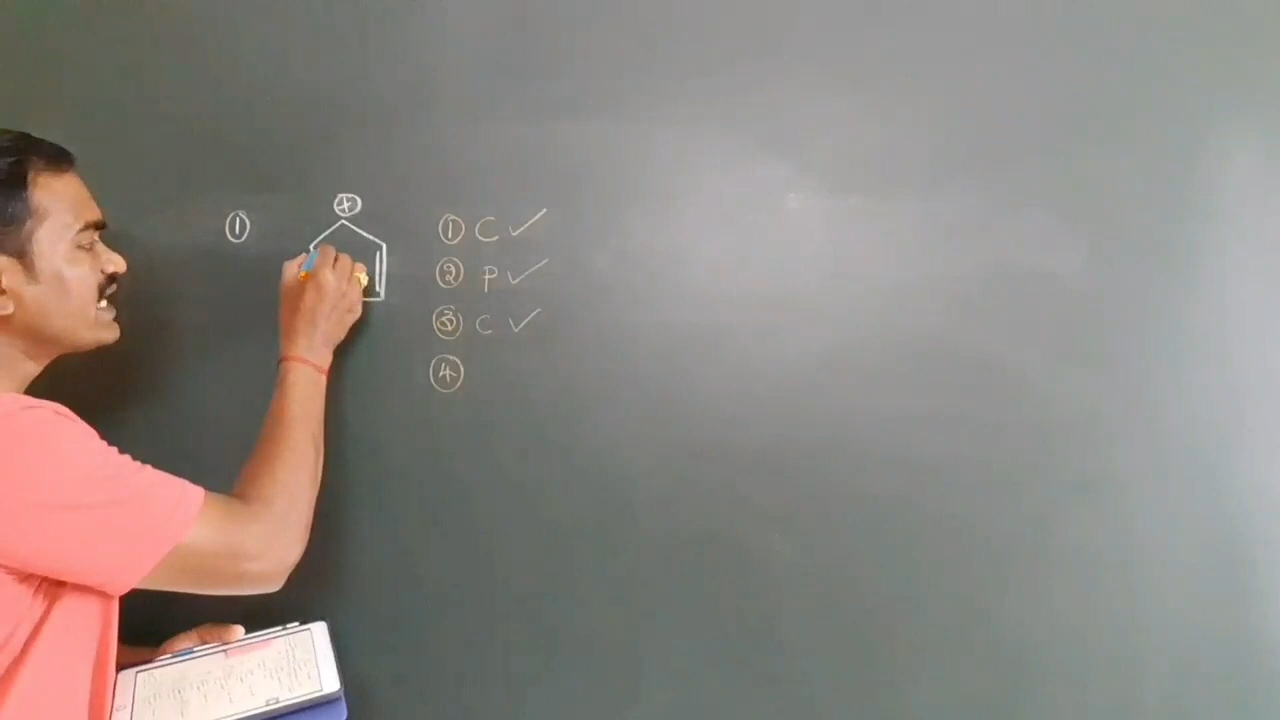 ① + ① C ✓
② P ✓
③ C ✓
④